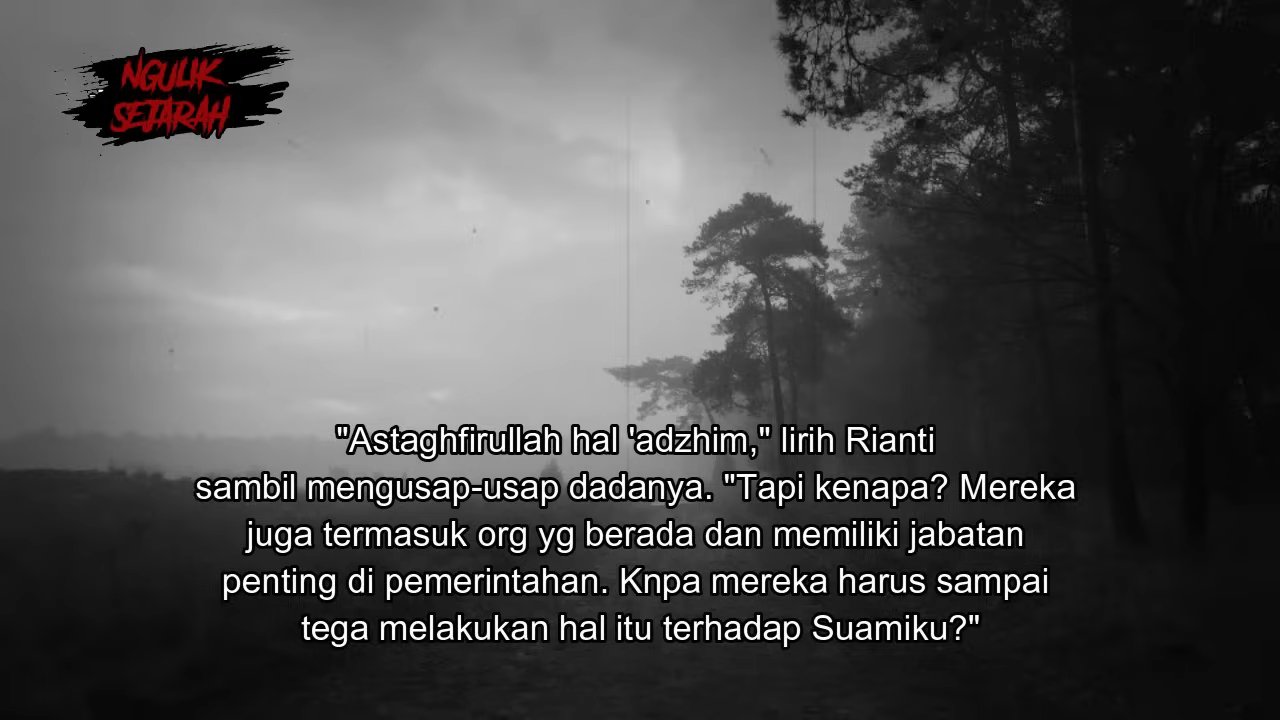 NGULIK
SEJARAH
"Astaghfirullah hal 'adzhim," lirih Rianti
sambil mengusap-usap dadanya. "Tapi kenapa? Mereka
juga termasuk org yg berada dan memiliki jabatan
penting di pemerintahan. Knpa mereka harus sampai
tega melakukan hal itu terhadap Suamiku?"